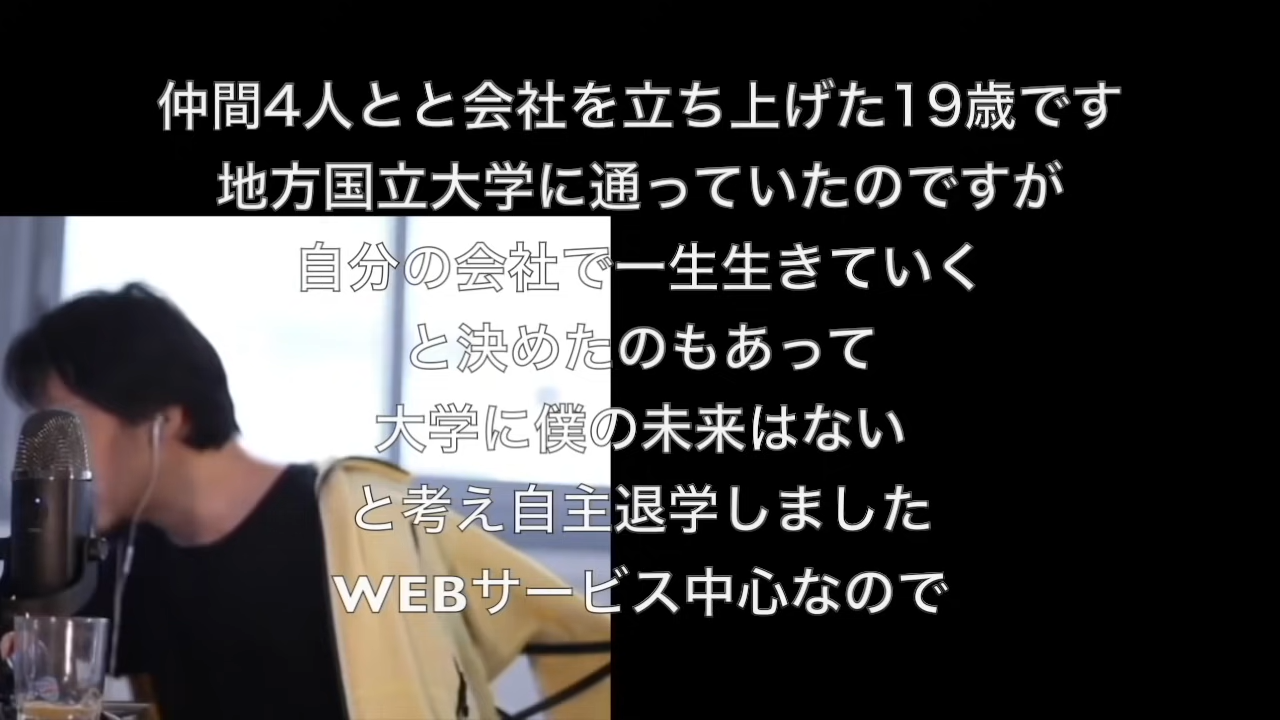 仲間4人とと会社を立ち上げた19歳です
地方国立大学に通っていたのですが
自分の会社で一生生きていく
と決めたのもあって
大学に僕の未来はない
と考え自主退学しました
WEBサービス中心なので